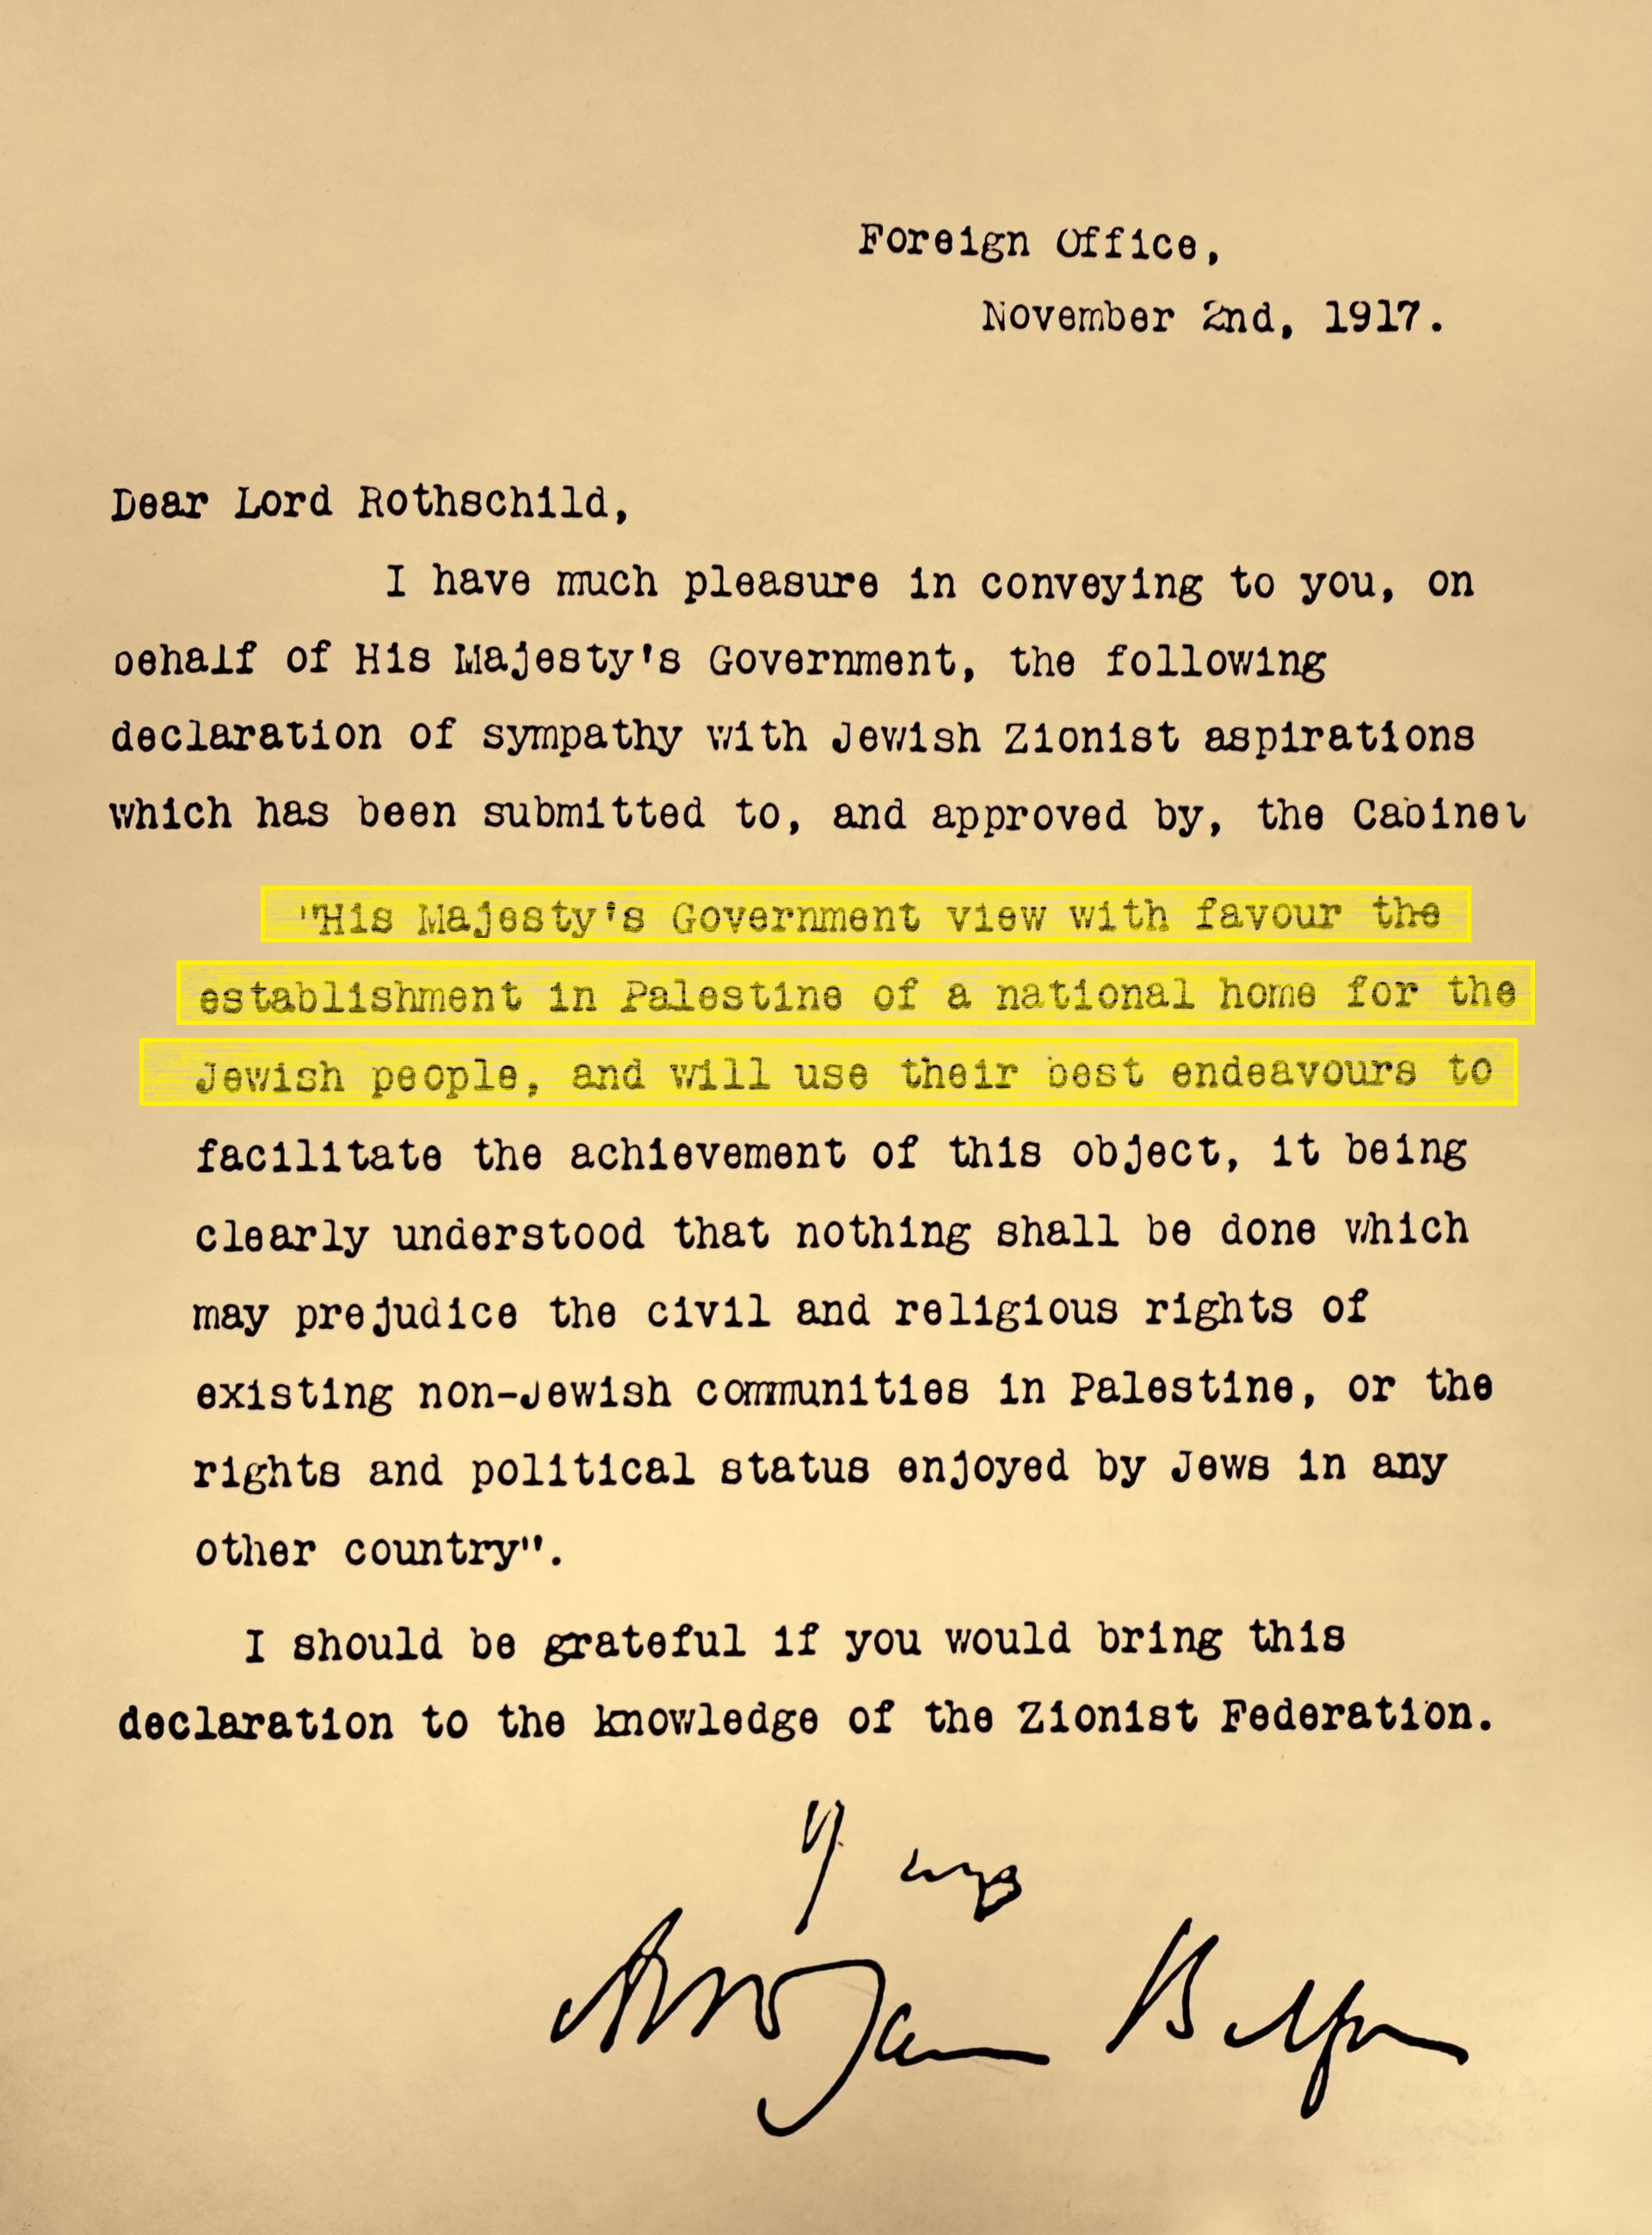 Foreign Office,
November 2nd, 1917.
Dear Lord Rothschild,
I have much pleasure in conveying to you, on
behalf of His Majesty's Government, the following
declaration of sympathy with Jewish Zionist aspirations
which has been submitted to, and approved by, the Cabinet
"His Majesty's Government view with favour the
establishment in Palestine of a national home for the
Jewish people, and will use their best endeavours to
facilitate the achievement of this object, it being
clearly understood that nothing shall be done which
may prejudice the civil and religious rights of
existing non-Jewish communities in Palestine, or the
rights and political status enjoyed by Jews in any
other country".
I should be grateful if you would bring this
declaration to the knowledge of the Zionist Federation.
Arthur James Balfour